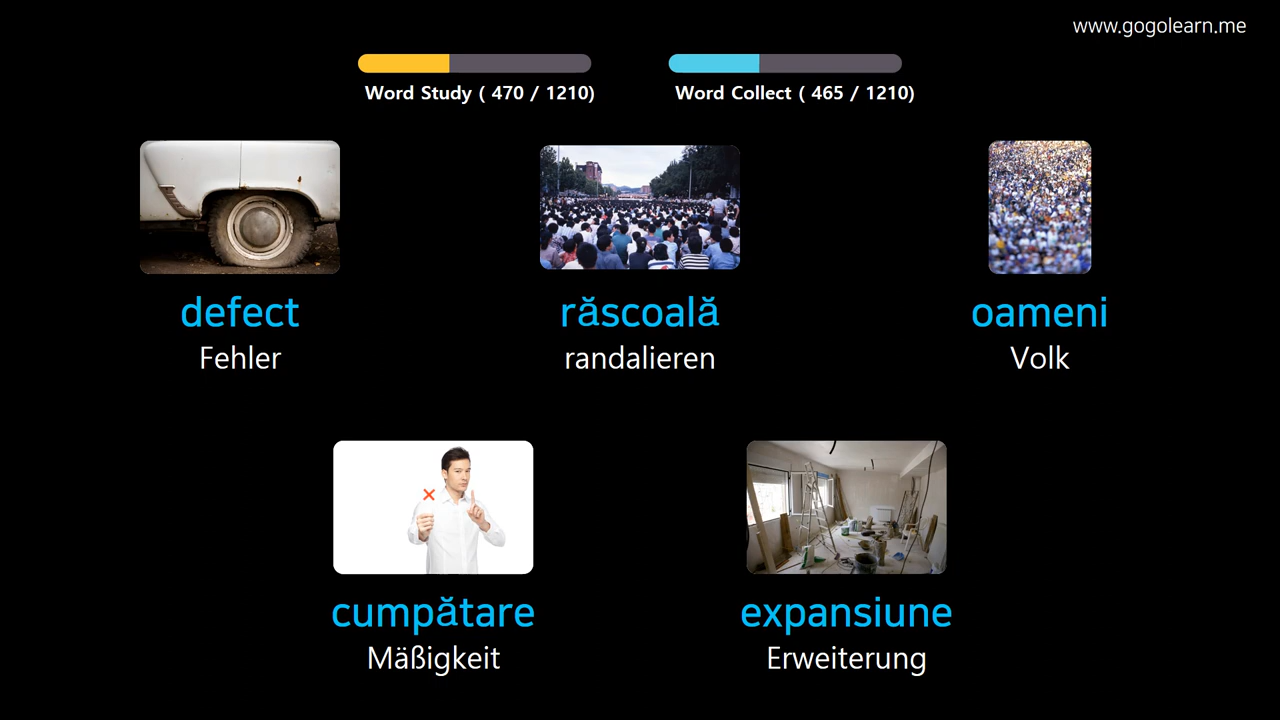 www.gogolearn.me
Word Study ( 470 / 1210)
Word Collect ( 465 / 1210)
defect
răscoală
oameni
Fehler
randalieren
Volk
cumpătare
expansiune
Mäßigkeit
Erweiterung